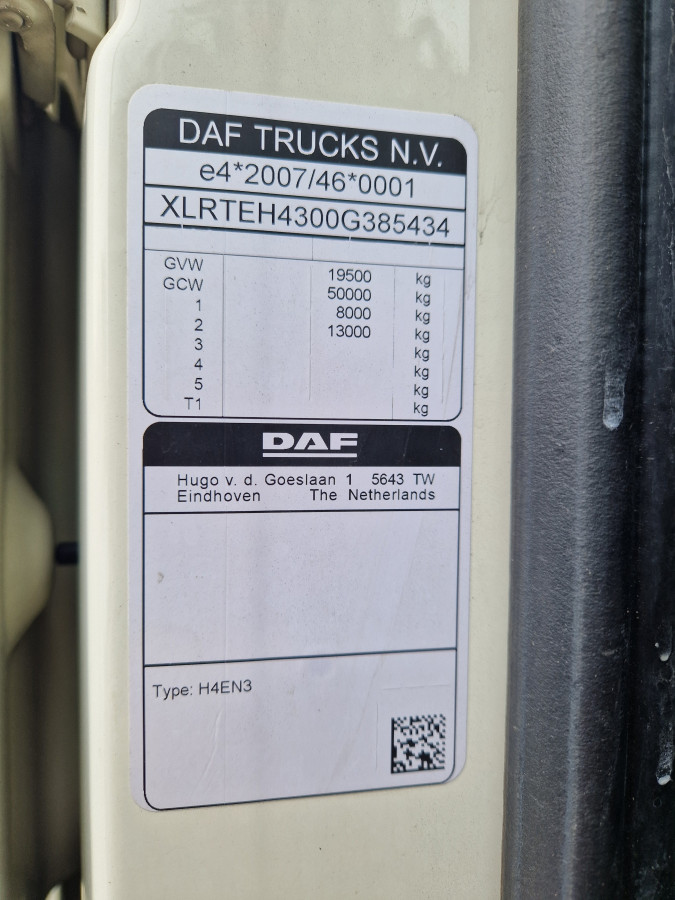 DAF TRUCKS N.V.
e4*2007/46*0001
XLRTEH4300G385434
GVW 19500 kg
GCW 50000 kg
1 8000 kg
2 13000 kg
3 kg
4 kg
5 kg
T1 kg
DAF
Hugo v. d. Goeslaan 1 5643 TW
Eindhoven The Netherlands
Type: H4EN3